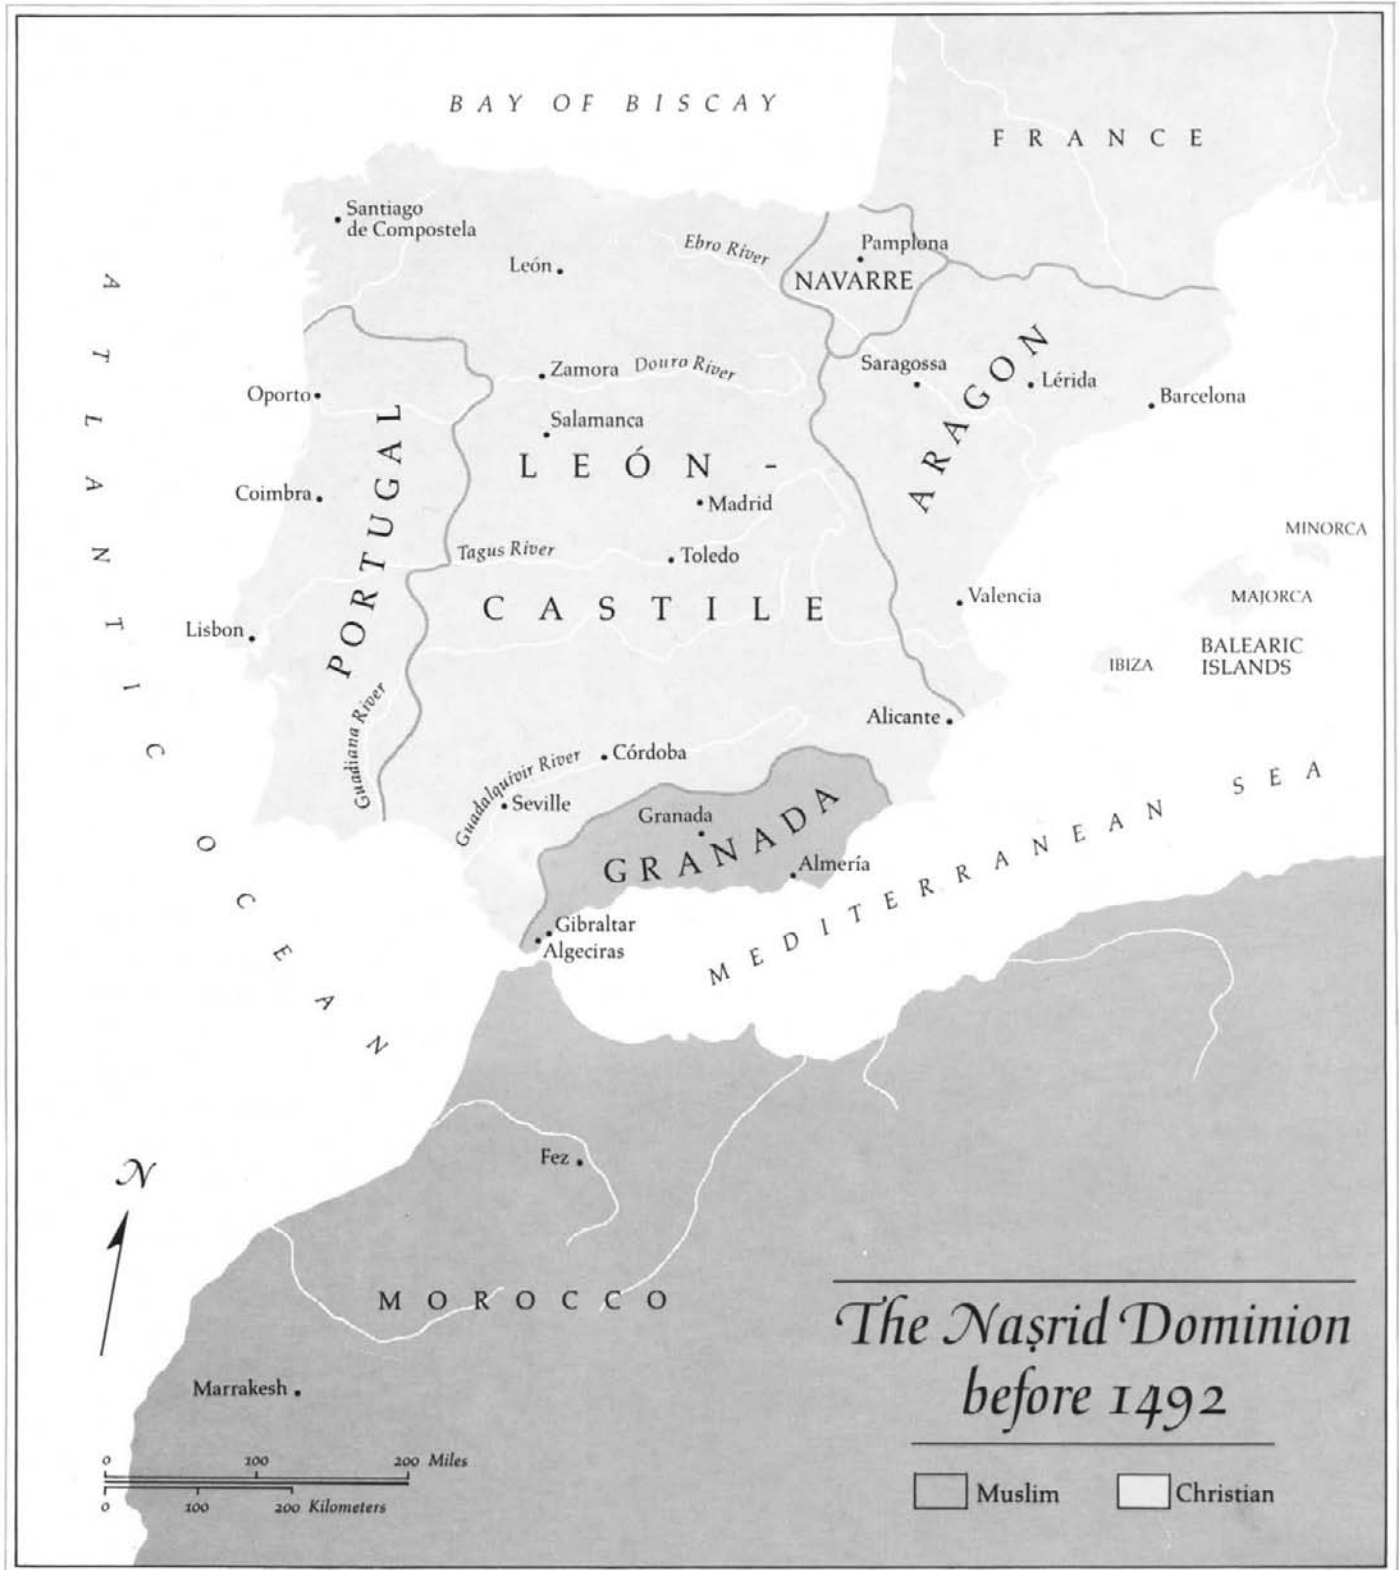 BAY OF BISCAY
FRANCE
Santiago
de Compostela
León
Ebro River
Pamplona
NAVARRE
ATLANTIC OCEAN
Oporto
Zamora
Douro River
Saragossa
Lérida
Barcelona
ARAGON
Salamanca
PORTUGAL
LEÓN -
Coimbra
Madrid
MINORCA
Tagus River
Toledo
Valencia
MAJORCA
CASTILE
Lisbon
BALEARIC
ISLANDS
IBIZA
Guadiana River
Alicante
Córdoba
Guadalquivir River
Seville
Granada
GRANADA
Almería
MEDITERRANEAN SEA
Gibraltar
Algeciras
N
Fez
MOROCCO
Marrakesh
The Naṣrid Dominion
before 1492
Muslim
Christian
0 100 200 Miles
0 100 200 Kilometers